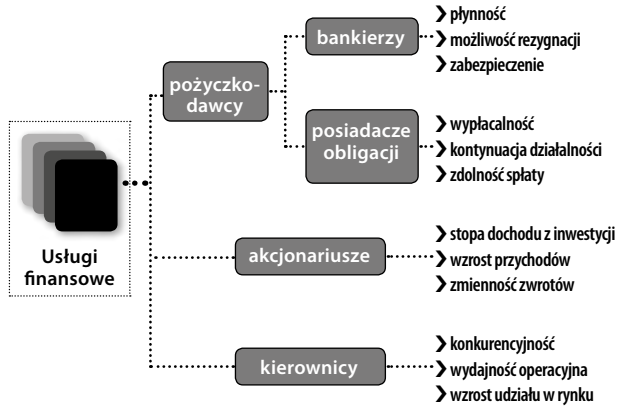 Usługi
finansowe
pożyczko-
dawcy
bankierzy
❯ płynność
❯ możliwość rezygnacji
❯ zabezpieczenie
posiadacze
obligacji
❯ wypłacalność
❯ kontynuacja działalności
❯ zdolność spłaty
akcjonariusze
❯ stopa dochodu z inwestycji
❯ wzrost przychodów
❯ zmienność zwrotów
kierownicy
❯ konkurencyjność
❯ wydajność operacyjna
❯ wzrost udziału w rynku